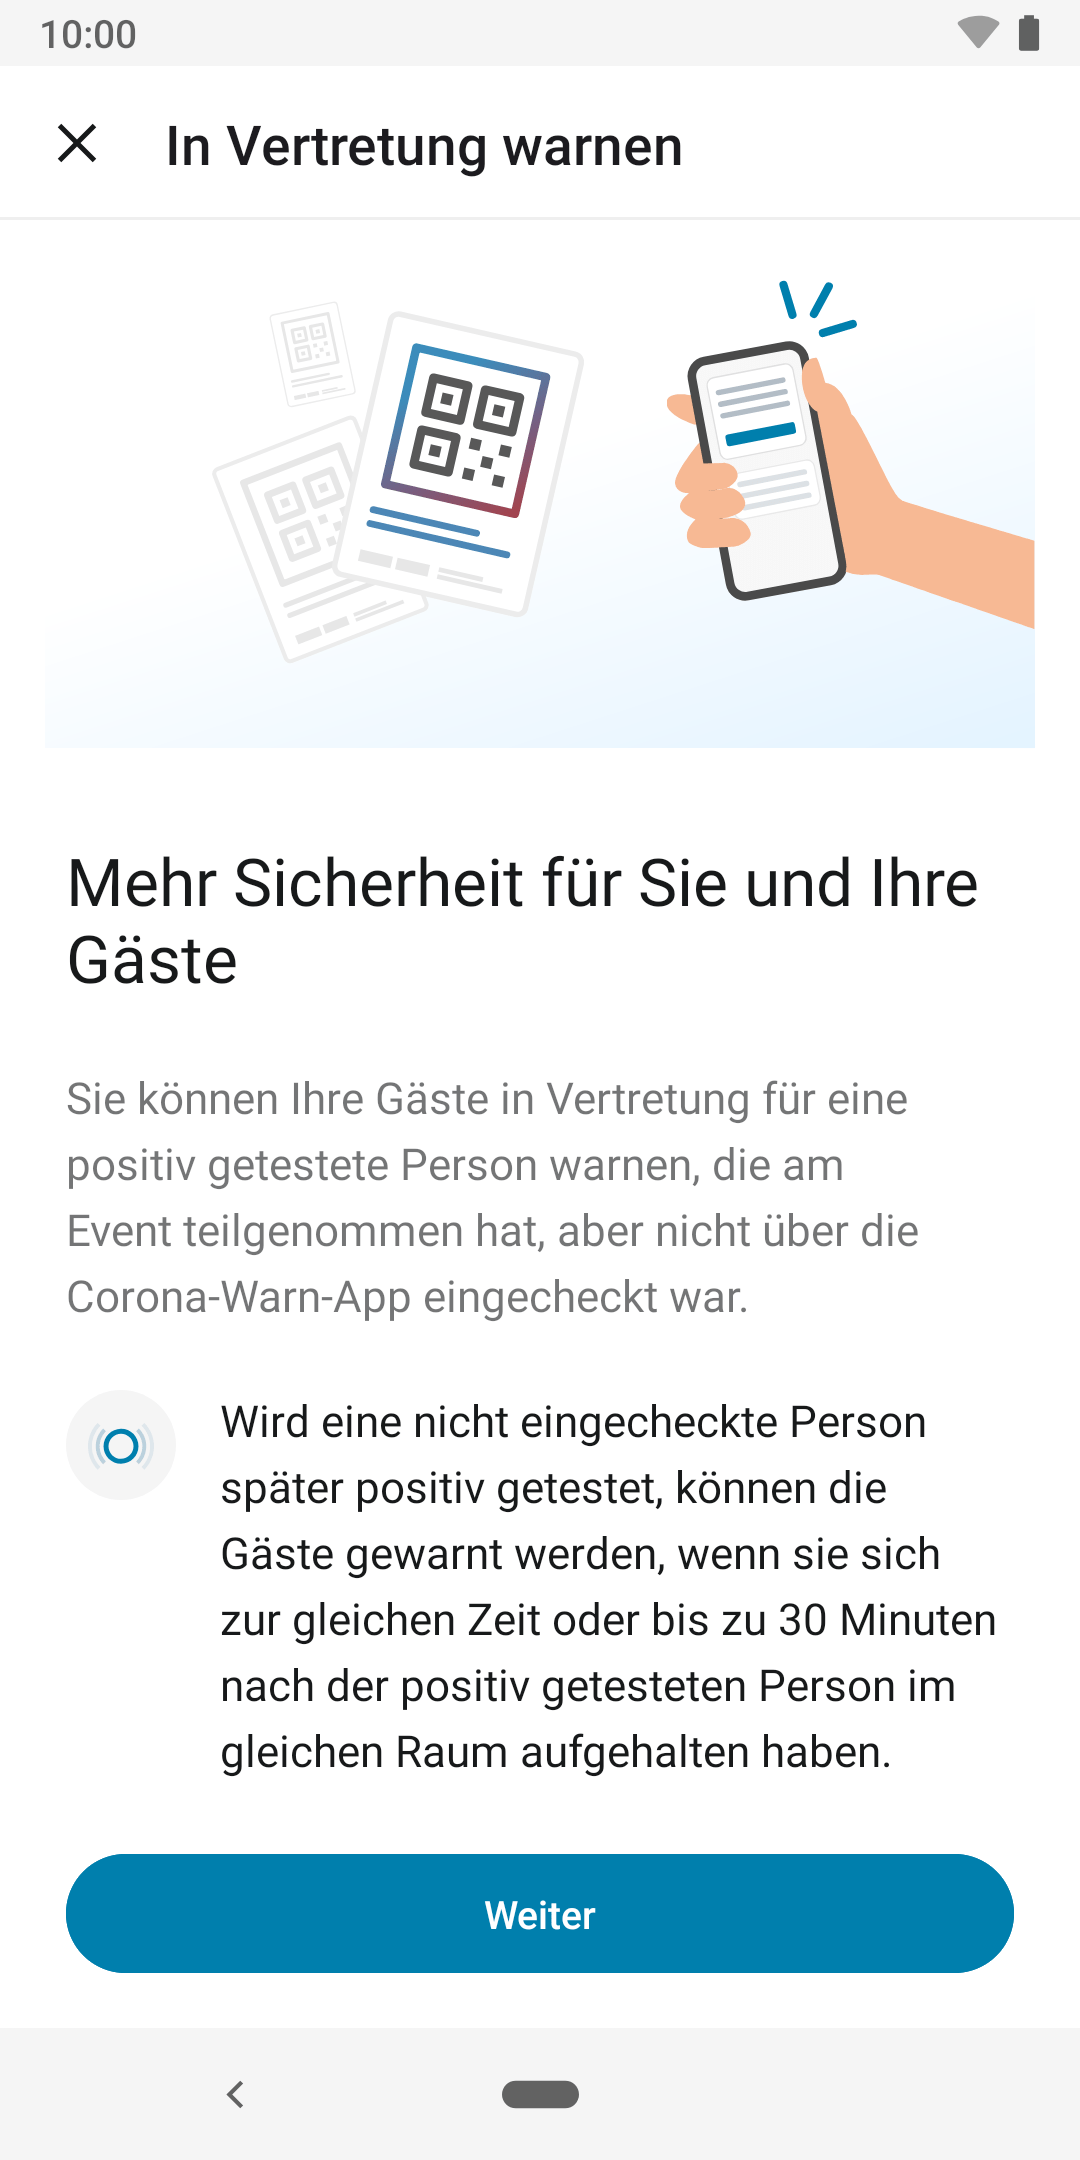 10:00
In Vertretung warnen
Mehr Sicherheit für Sie und Ihre
Gäste
Sie können Ihre Gäste in Vertretung für eine
positiv getestete Person warnen, die am
Event teilgenommen hat, aber nicht über die
Corona-Warn-App eingecheckt war.
Wird eine nicht eingecheckte Person
später positiv getestet, können die
Gäste gewarnt werden, wenn sie sich
zur gleichen Zeit oder bis zu 30 Minuten
nach der positiv getesteten Person im
gleichen Raum aufgehalten haben.
Weiter